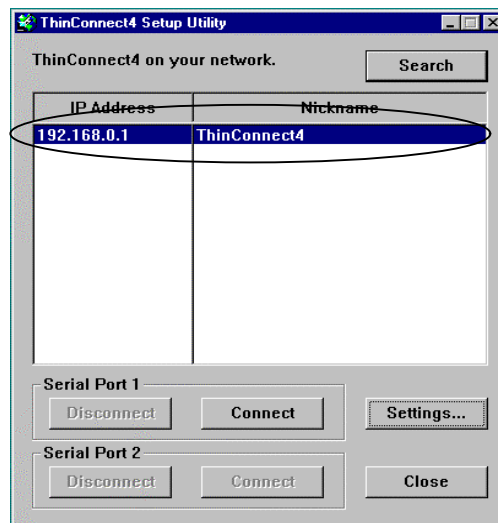 ThinConnect4 Setup Utility
ThinConnect4 on your network.
Search
IP Address Nickname
192.168.0.1 ThinConnect4
Serial Port 1
Disconnect Connect Settings...
Serial Port 2
Disconnect Connect Close